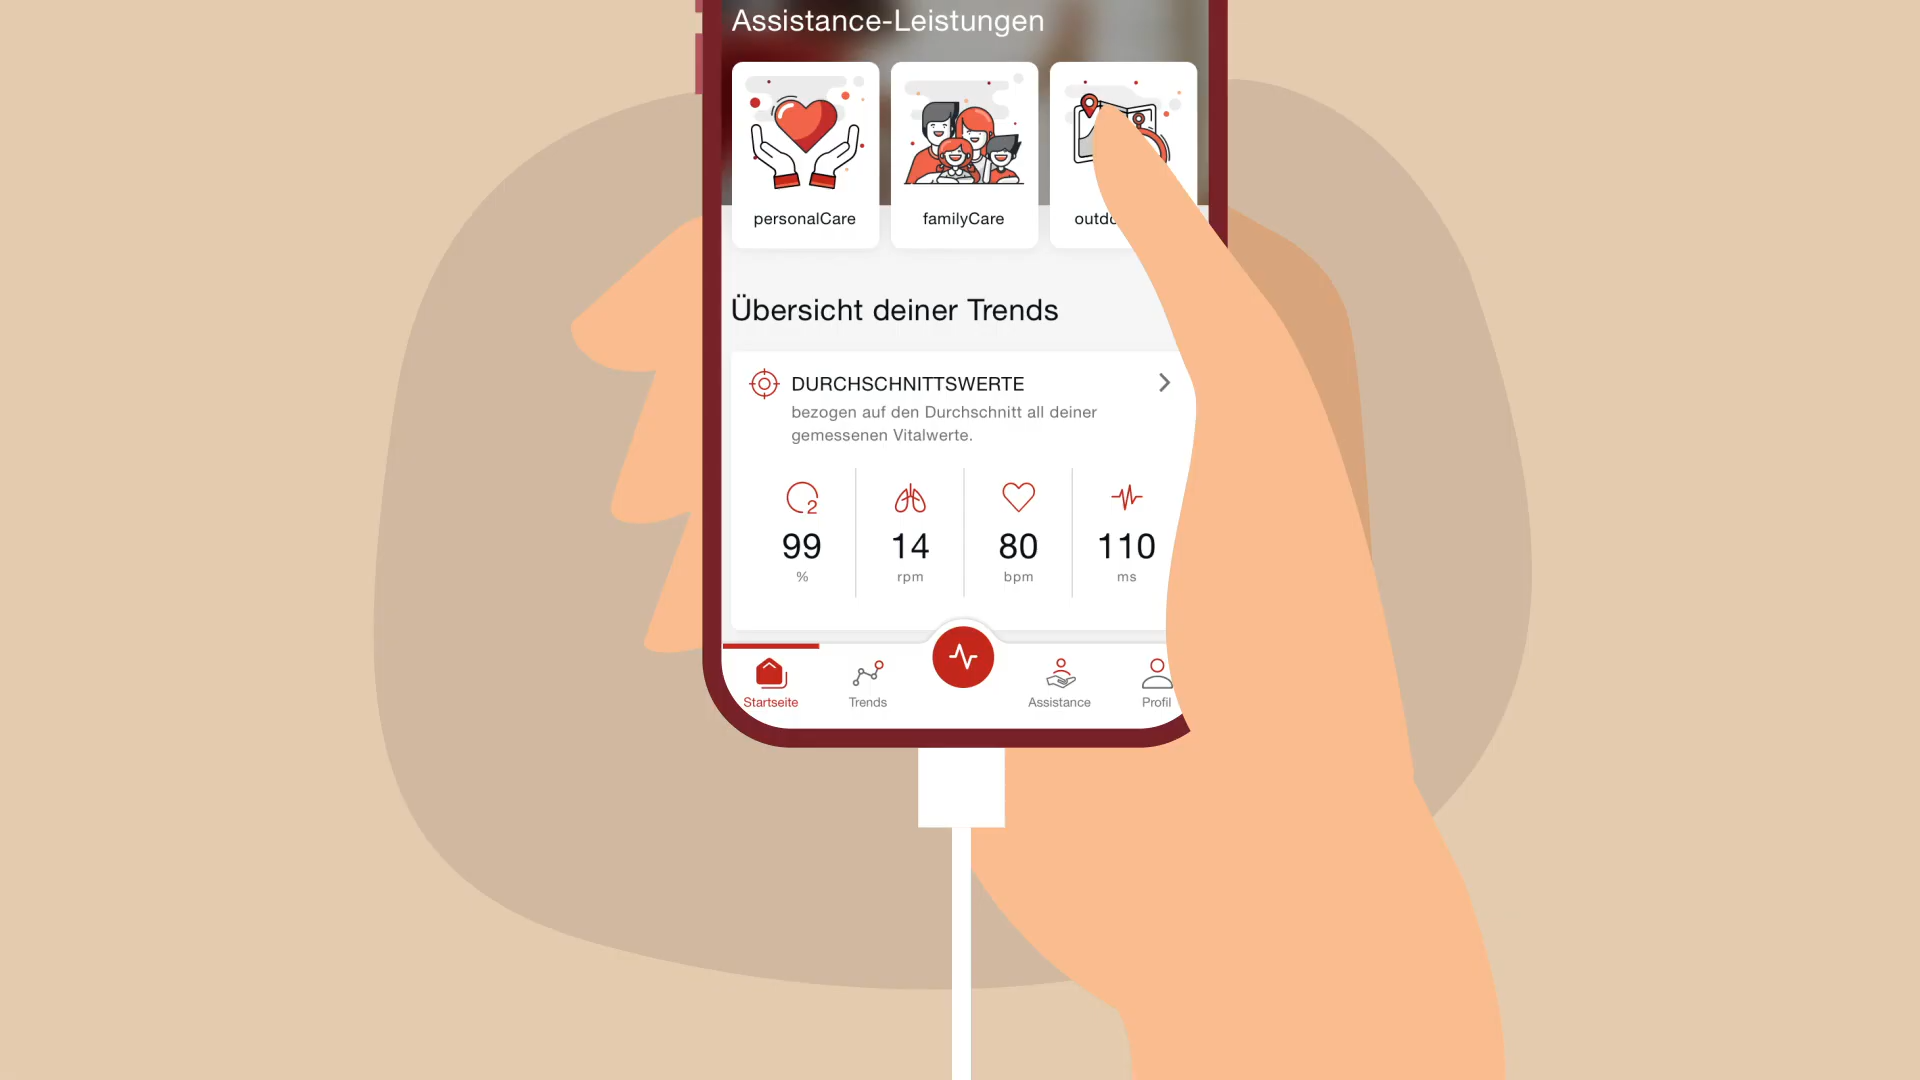 Assistance-Leistungen
personalCare
familyCare
Übersicht deiner Trends
DURCHSCHNITTSWERTE
bezogen auf den Durchschnitt all deiner
gemessenen Vitalwerte.
2
99
14
80
110
%
rpm
bpm
ms
Startseite
Trends
Assistance
Profil